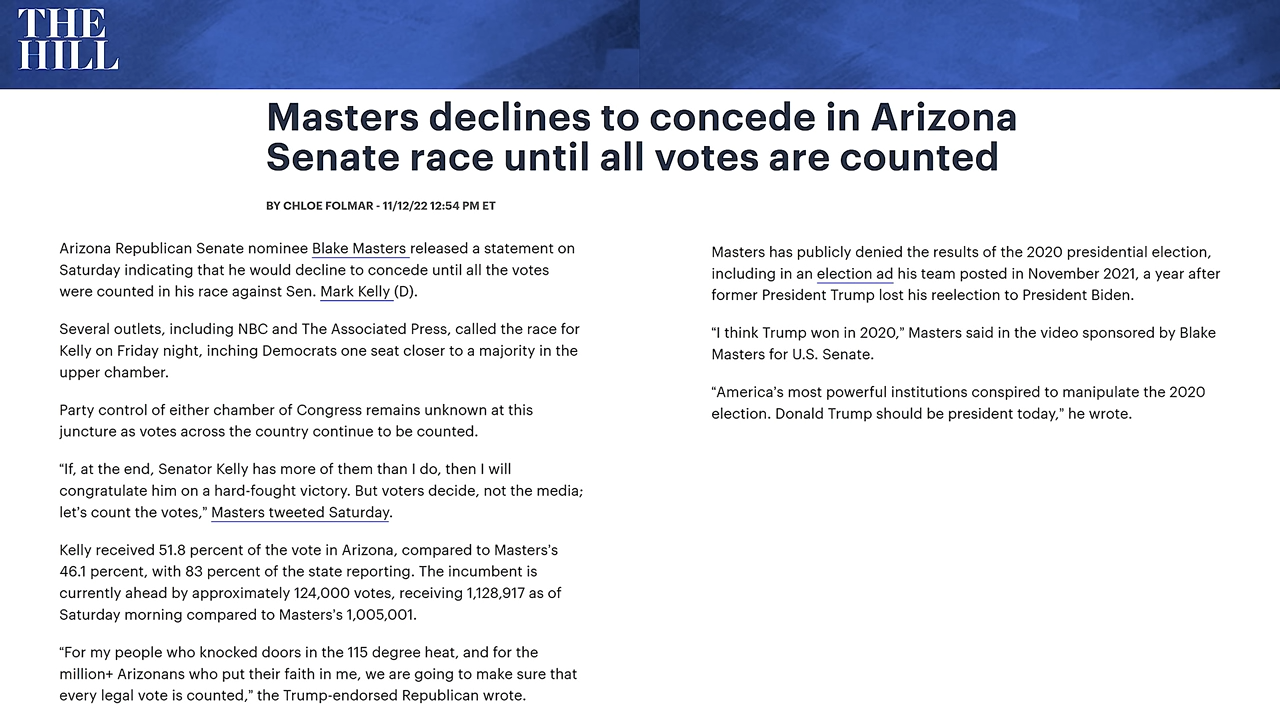 THE
HILL
Masters declines to concede in Arizona
Senate race until all votes are counted
BY CHLOE FOLMAR - 11/12/22 12:54 PM ET
Arizona Republican Senate nominee Blake Masters released a statement on
Saturday indicating that he would decline to concede until all the votes
were counted in his race against Sen. Mark Kelly (D).
Several outlets, including NBC and The Associated Press, called the race for
Kelly on Friday night, inching Democrats one seat closer to a majority in the
upper chamber.
Party control of either chamber of Congress remains unknown at this
juncture as votes across the country continue to be counted.
“If, at the end, Senator Kelly has more of them than I do, then I will
congratulate him on a hard-fought victory. But voters decide, not the media;
let’s count the votes,” Masters tweeted Saturday.
Kelly received 51.8 percent of the vote in Arizona, compared to Masters’s
46.1 percent, with 83 percent of the state reporting. The incumbent is
currently ahead by approximately 124,000 votes, receiving 1,128,917 as of
Saturday morning compared to Masters’s 1,005,001.
“For my people who knocked doors in the 115 degree heat, and for the
million+ Arizonans who put their faith in me, we are going to make sure that
every legal vote is counted,” the Trump-endorsed Republican wrote.
Masters has publicly denied the results of the 2020 presidential election,
including in an election ad his team posted in November 2021, a year after
former President Trump lost his reelection to President Biden.
“I think Trump won in 2020,” Masters said in the video sponsored by Blake
Masters for U.S. Senate.
“America’s most powerful institutions conspired to manipulate the 2020
election. Donald Trump should be president today,” he wrote.